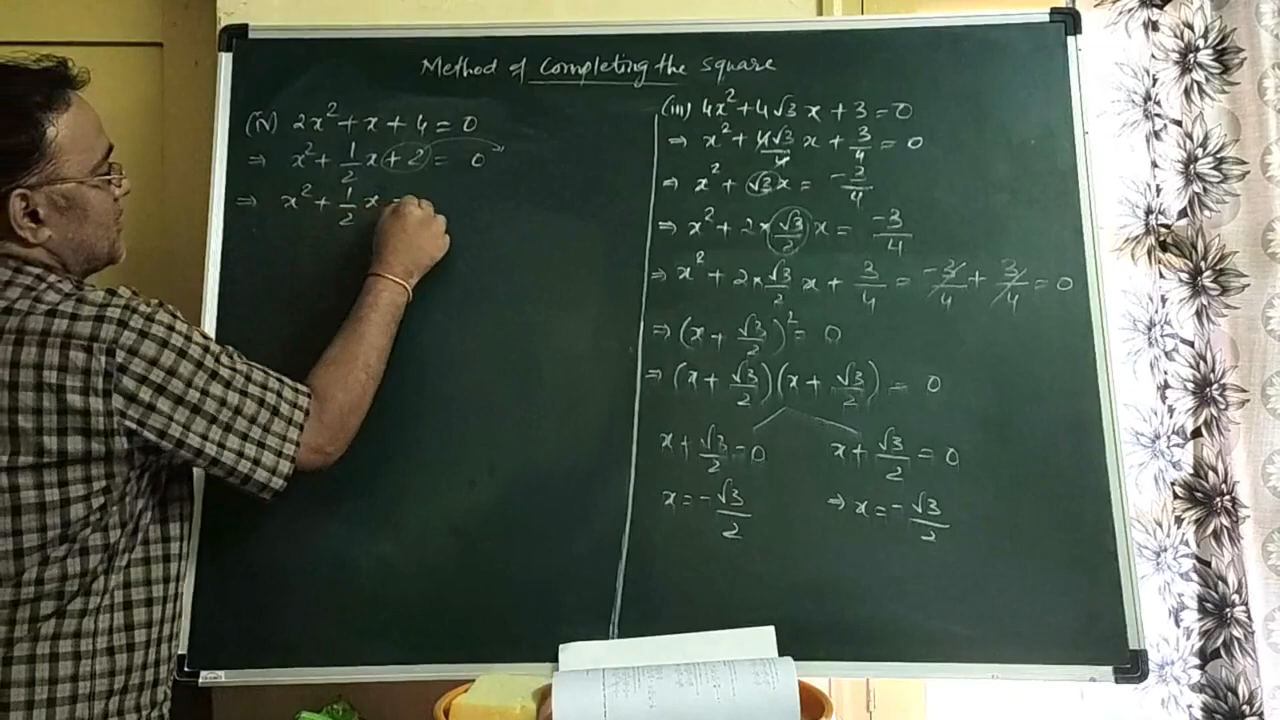 Method of Completing the square
(iv) 2x² + x + 4 = 0
⇒ x² + 1/2 x + 2 = 0
⇒ x² + 1/2 x
(iii) 4x² + 4√3 x + 3 = 0
⇒ x² + 4√3/4 x + 3/4 = 0
⇒ x² + √3 x = -3/4
⇒ x² + 2×√3/2 x = -3/4
⇒ x² + 2×√3/2 x + 3/4 = -3/4 + 3/4 = 0
⇒ (x + √3/2)² = 0
⇒ (x + √3/2)(x + √3/2) = 0
x + √3/2 = 0 x + √3/2 = 0
x = -√3/2 ⇒ x = -√3/2